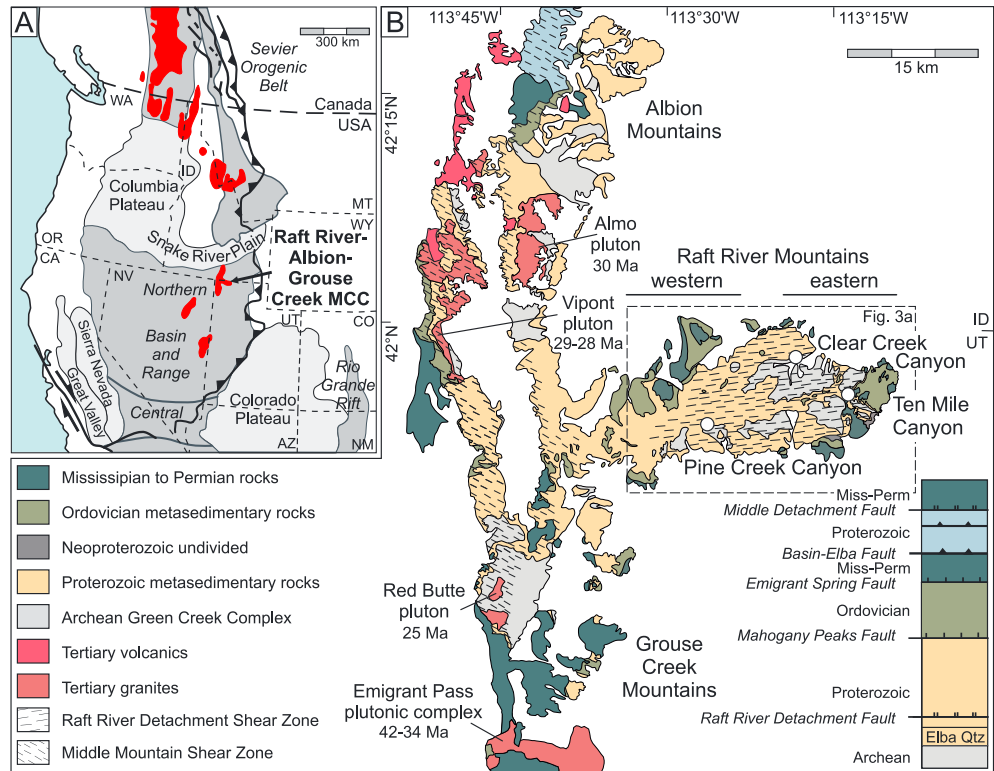 A
300 km
Sevier
Orogenic
Belt
WA
Canada
USA
ID
Columbia
Plateau
MT
WY
OR
CA
Snake River Plain
Raft River-
Albion-
Grouse
Creek MCC
NV
Northern
UT
CO
Basin
and
Range
Sierra Nevada
Great Valley
Rio
Grande
Rift
Central
Colorado
Plateau
AZ
NM
Mississipian to Permian rocks
Ordovician metasedimentary rocks
Neoproterozoic undivided
Proterozoic metasedimentary rocks
Archean Green Creek Complex
Tertiary volcanics
Tertiary granites
Raft River Detachment Shear Zone
Middle Mountain Shear Zone
B
113°45'
113°30'
113°15'
15 km
42°15'
42°N
Albion
Mountains
Almo
pluton
30 Ma
Raft River Mountains
western
eastern
Vipont
pluton
29-28 Ma
Fig. 3a
ID
UT
Clear Creek
Canyon
Ten Mile
Canyon
Pine Creek Canyon
Red Butte
pluton
25 Ma
Grouse
Creek
Mountains
Emigrant Pass
plutonic complex
42-34 Ma
Miss-Perm
Middle Detachment Fault
Proterozoic
Basin-Elba Fault
Miss-Perm
Emigrant Spring Fault
Ordovician
Mahogany Peaks Fault
Proterozoic
Raft River Detachment Fault
Elba Qtz
Archean